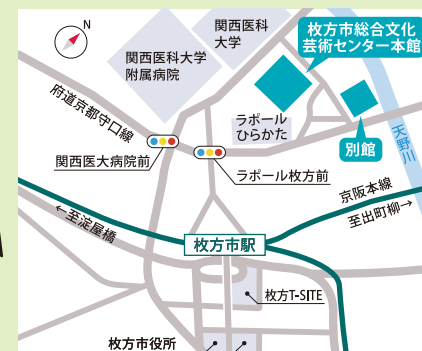 N
関西医科
大学
枚方市総合文化
芸術センター本館
関西医科大学
附属病院
府道京都守口線
ラポール
ひらかた
別館
天野川
関西医大病院前
ラポール枚方前
京阪本線
至出町柳→
←至淀屋橋
枚方市駅
枚方T-SITE
枚方市役所